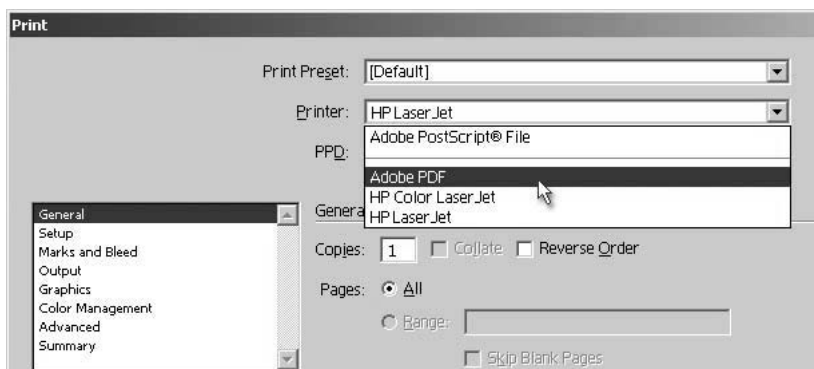 Print
Print Preset: [Default]
Printer: HP LaserJet
PPD: Adobe PostScript® File
Adobe PDF
HP Color LaserJet
HP LaserJet
General
Setup
Marks and Bleed
Output
Graphics
Color Management
Advanced
Summary
Genera
Copies: 1 Collate Reverse Order
Pages: All
Range:
Skip Blank Pages